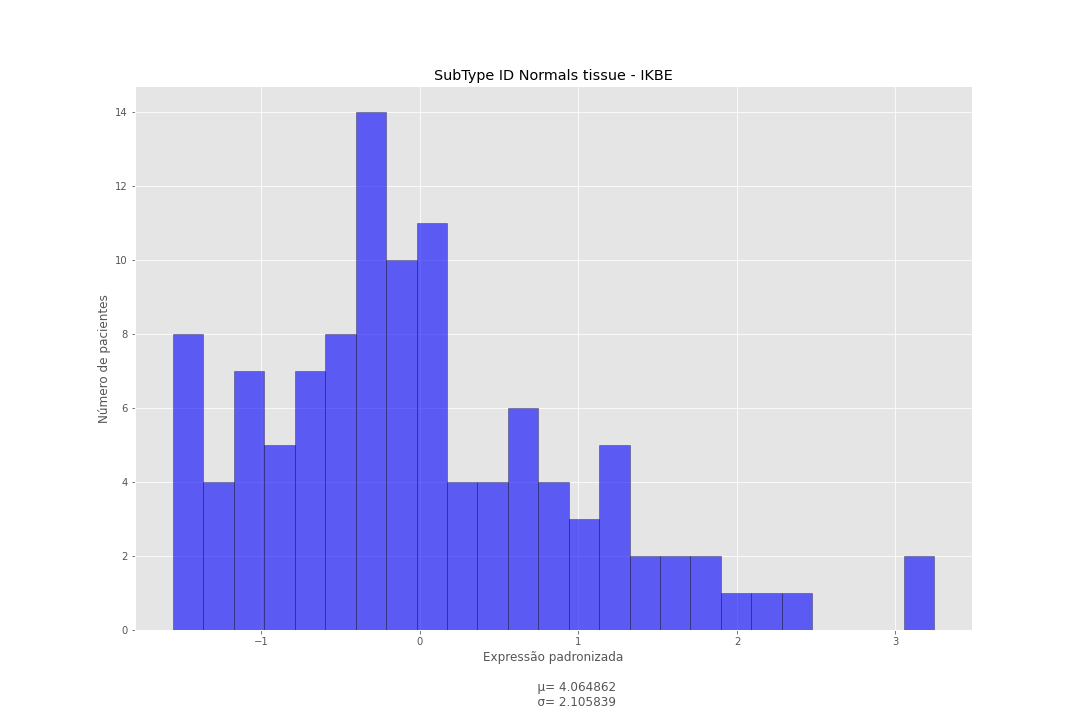 SubType ID Normals tissue - IKBE
14
12
10
8
6
4
2
0
Número de pacientes
−1 0 1 2 3
Expressão padronizada
μ= 4.064862
σ= 2.105839